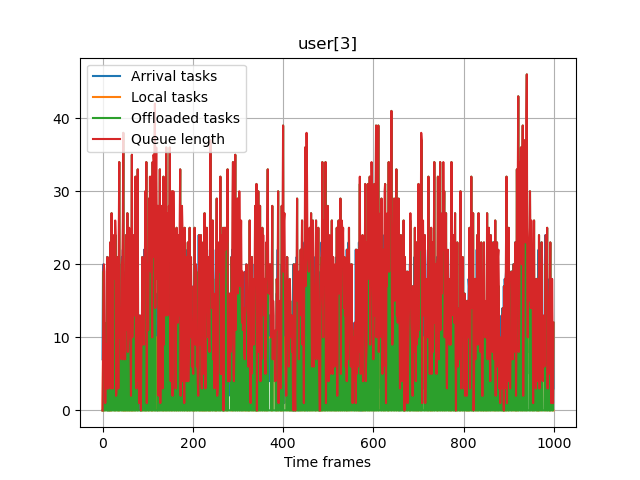 user[3]
Arrival tasks
Local tasks
Offloaded tasks
Queue length
40
30
20
10
0
0 200 400 600 800 1000
Time frames